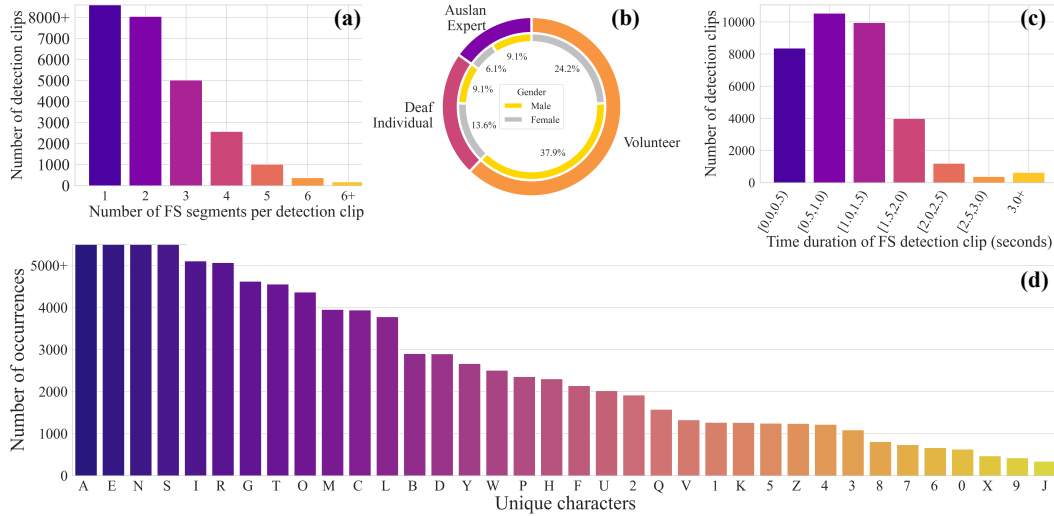 (a)
Number of detection clips
8000+
7000
6000
5000
4000
3000
2000
1000
0
1 2 3 4 5 6 6+
Number of FS segments per detection clip
(b)
Auslan
Expert
Deaf
Individual
Volunteer
9.1%
6.1%
24.2%
9.1%
13.6%
37.9%
Gender
Male
Female
(c)
Number of detection clips
10000
8000
6000
4000
2000
0
[0.0,0.5) [0.5,1.0) [1.0,1.5) [1.5,2.0) [2.0,2.5) [2.5,3.0) 3.0+
Time duration of FS detection clip (seconds)
(d)
Number of occurrences
5000+
4000
3000
2000
1000
0
A E N S I R G T O M C L B D Y W P H F U 2 Q V 1 K 5 Z 4 3 8 7 6 0 X 9 J
Unique characters